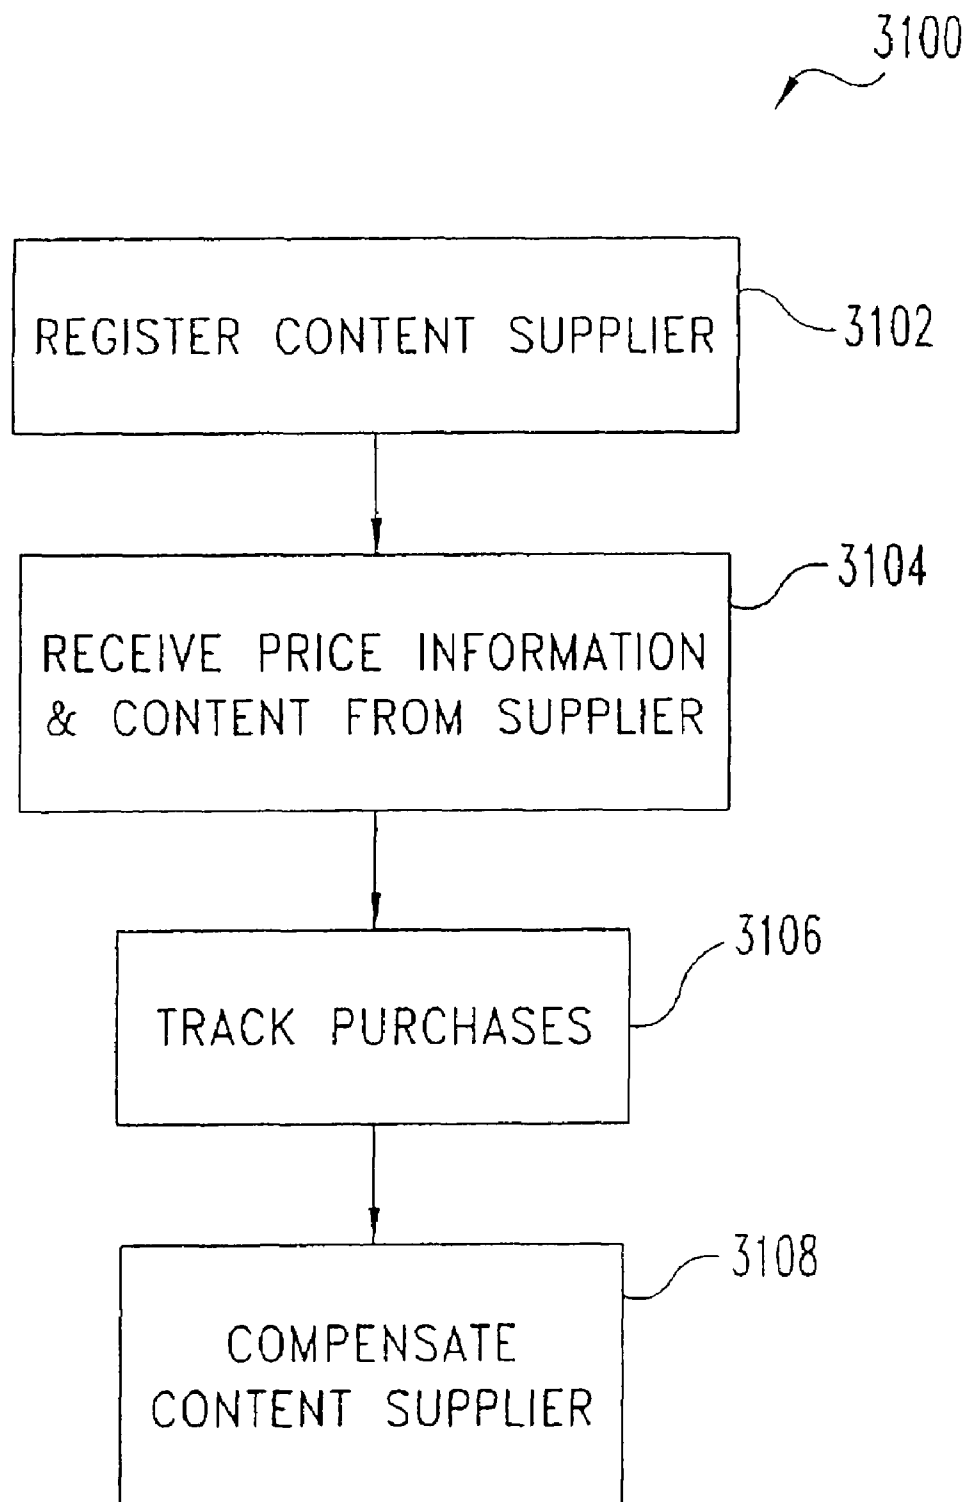 3100
REGISTER CONTENT SUPPLIER
3102
3104
RECEIVE PRICE INFORMATION
& CONTENT FROM SUPPLIER
3106
TRACK PURCHASES
3108
COMPENSATE
CONTENT SUPPLIER